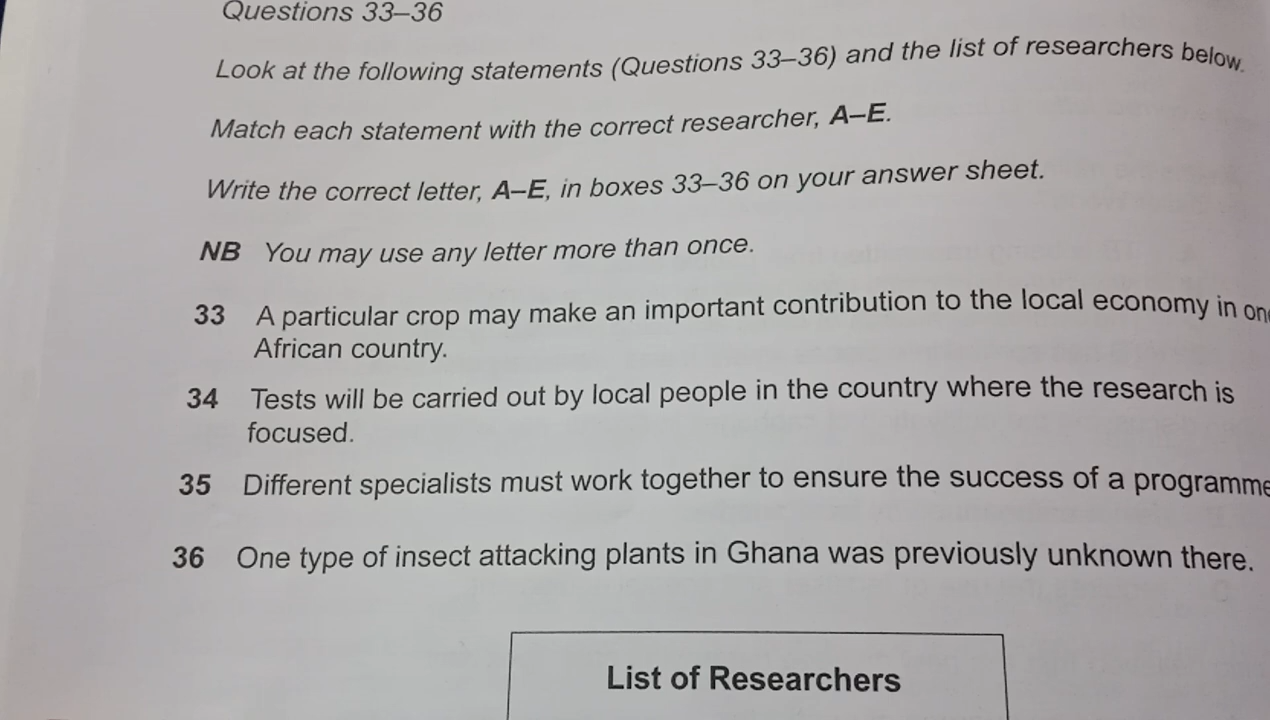 Questions 33–36
Look at the following statements (Questions 33–36) and the list of researchers below.
Match each statement with the correct researcher, A–E.
Write the correct letter, A–E, in boxes 33–36 on your answer sheet.
NB You may use any letter more than once.
33 A particular crop may make an important contribution to the local economy in
African country.
34 Tests will be carried out by local people in the country where the research is
focused.
35 Different specialists must work together to ensure the success of a programme
36 One type of insect attacking plants in Ghana was previously unknown there.
List of Researchers